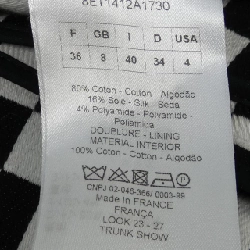 8E11412A1730
F GB I D USA
36 8 40 34 4
80% Coton - Cotton - Algodão
16% Soie - Silk - Seda
4% Polyamide - Polyamide -
Poliamida
DOUBLURE - LINING
MATERIAL INTERIOR
100% Coton - Cotton - Algodão
Made in FRANCE
FRANÇA
LOOK 23 - 27
TRUNK SHOW